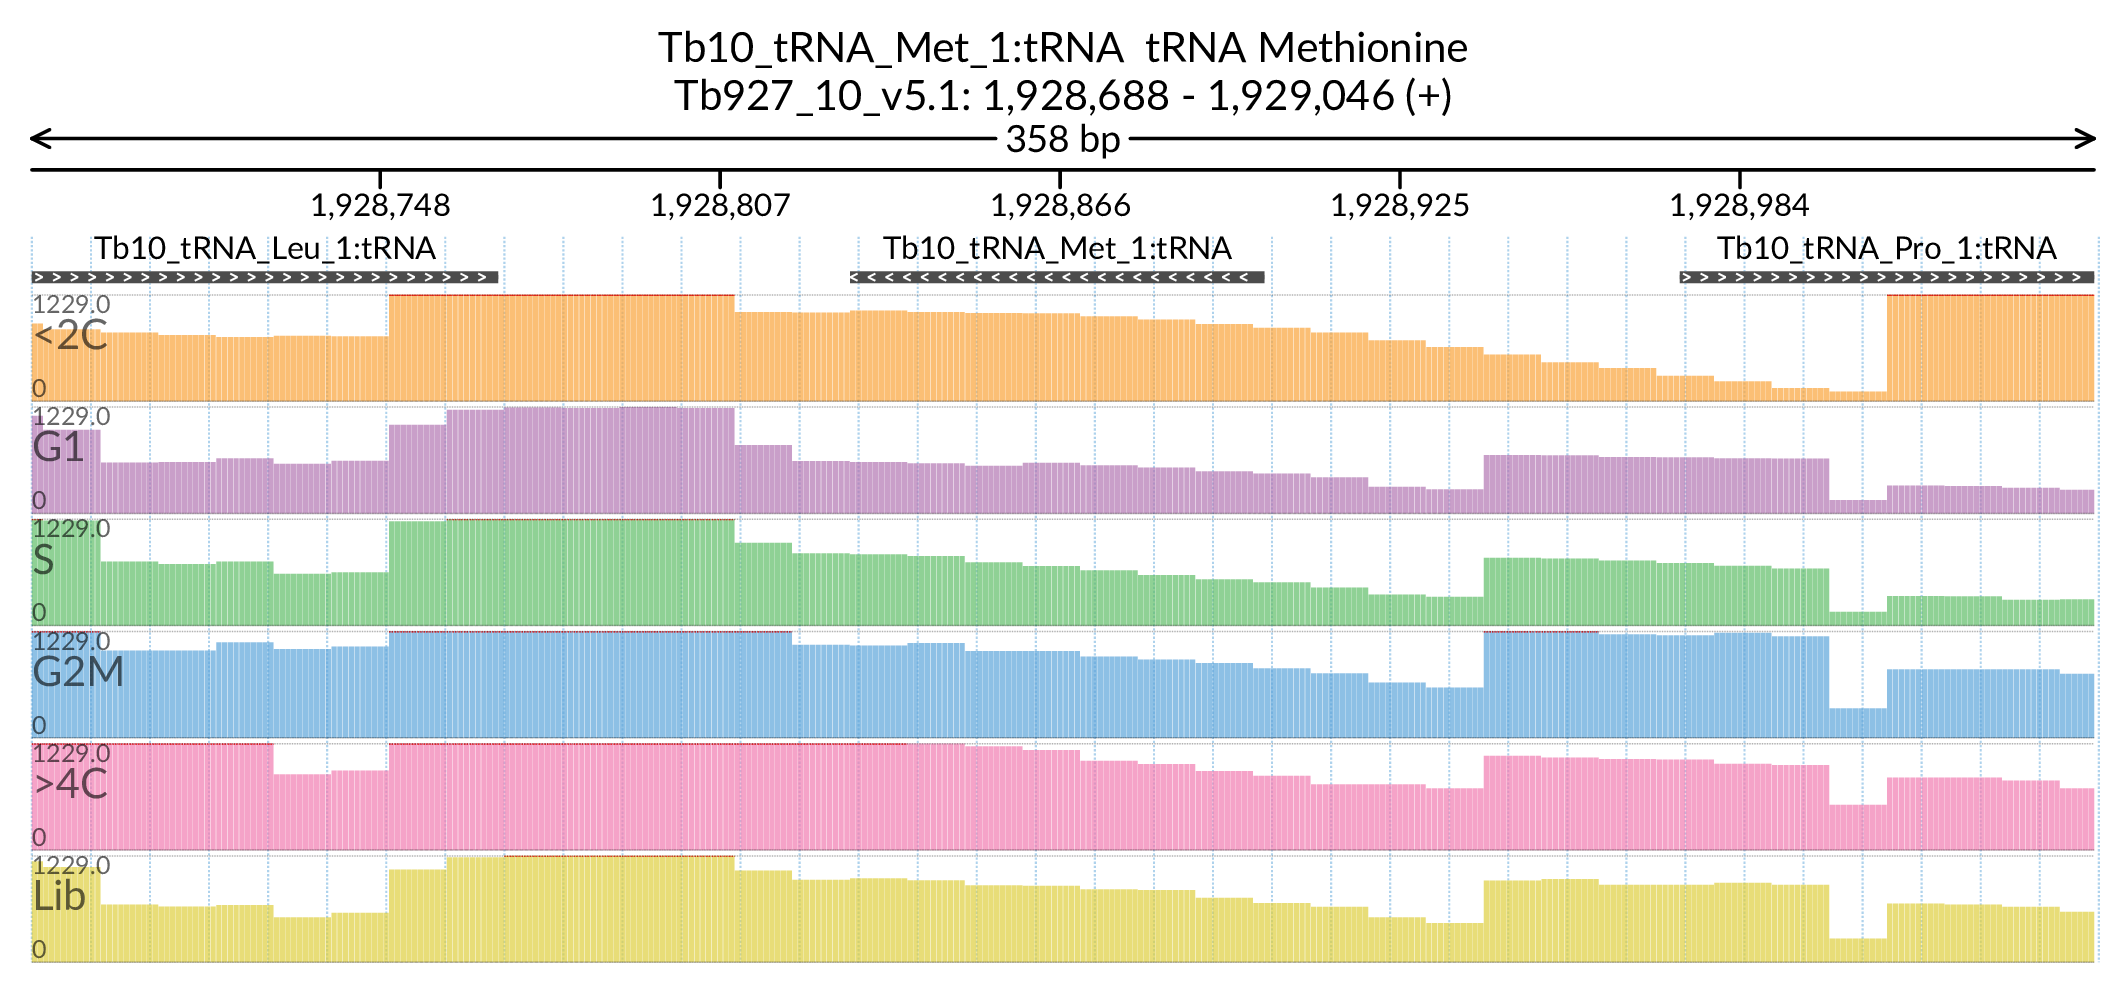 Tb10_tRNA_Met_1:tRNA tRNA Methionine
Tb927_10_v5.1: 1,928,688 - 1,929,046 (+)
358 bp
1,928,748 1,928,807 1,928,866 1,928,925 1,928,984
Tb10_tRNA_Leu_1:tRNA Tb10_tRNA_Met_1:tRNA Tb10_tRNA_Pro_1:tRNA
1229.0
<2C
0
1229.0
G1
0
1229.0
S
0
1229.0
G2M
0
1229.0
>4C
0
1229.0
Lib
0